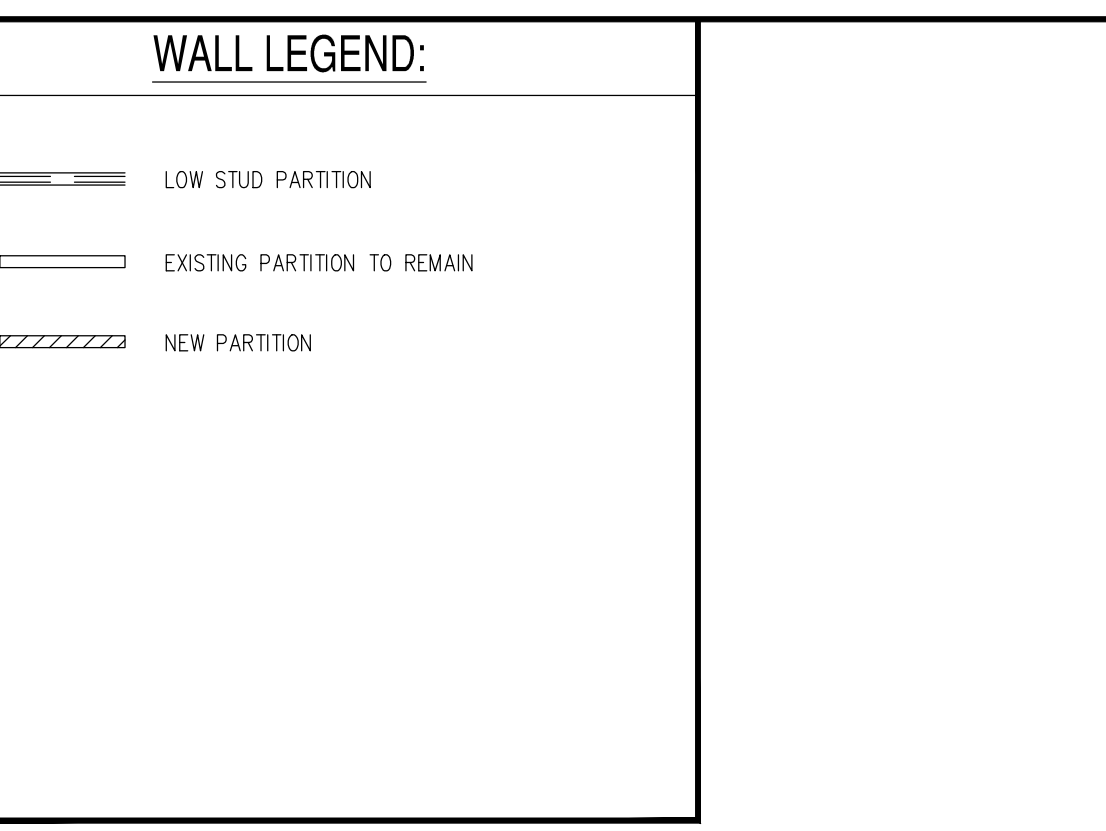 WALL LEGEND:
LOW STUD PARTITION
EXISTING PARTITION TO REMAIN
NEW PARTITION